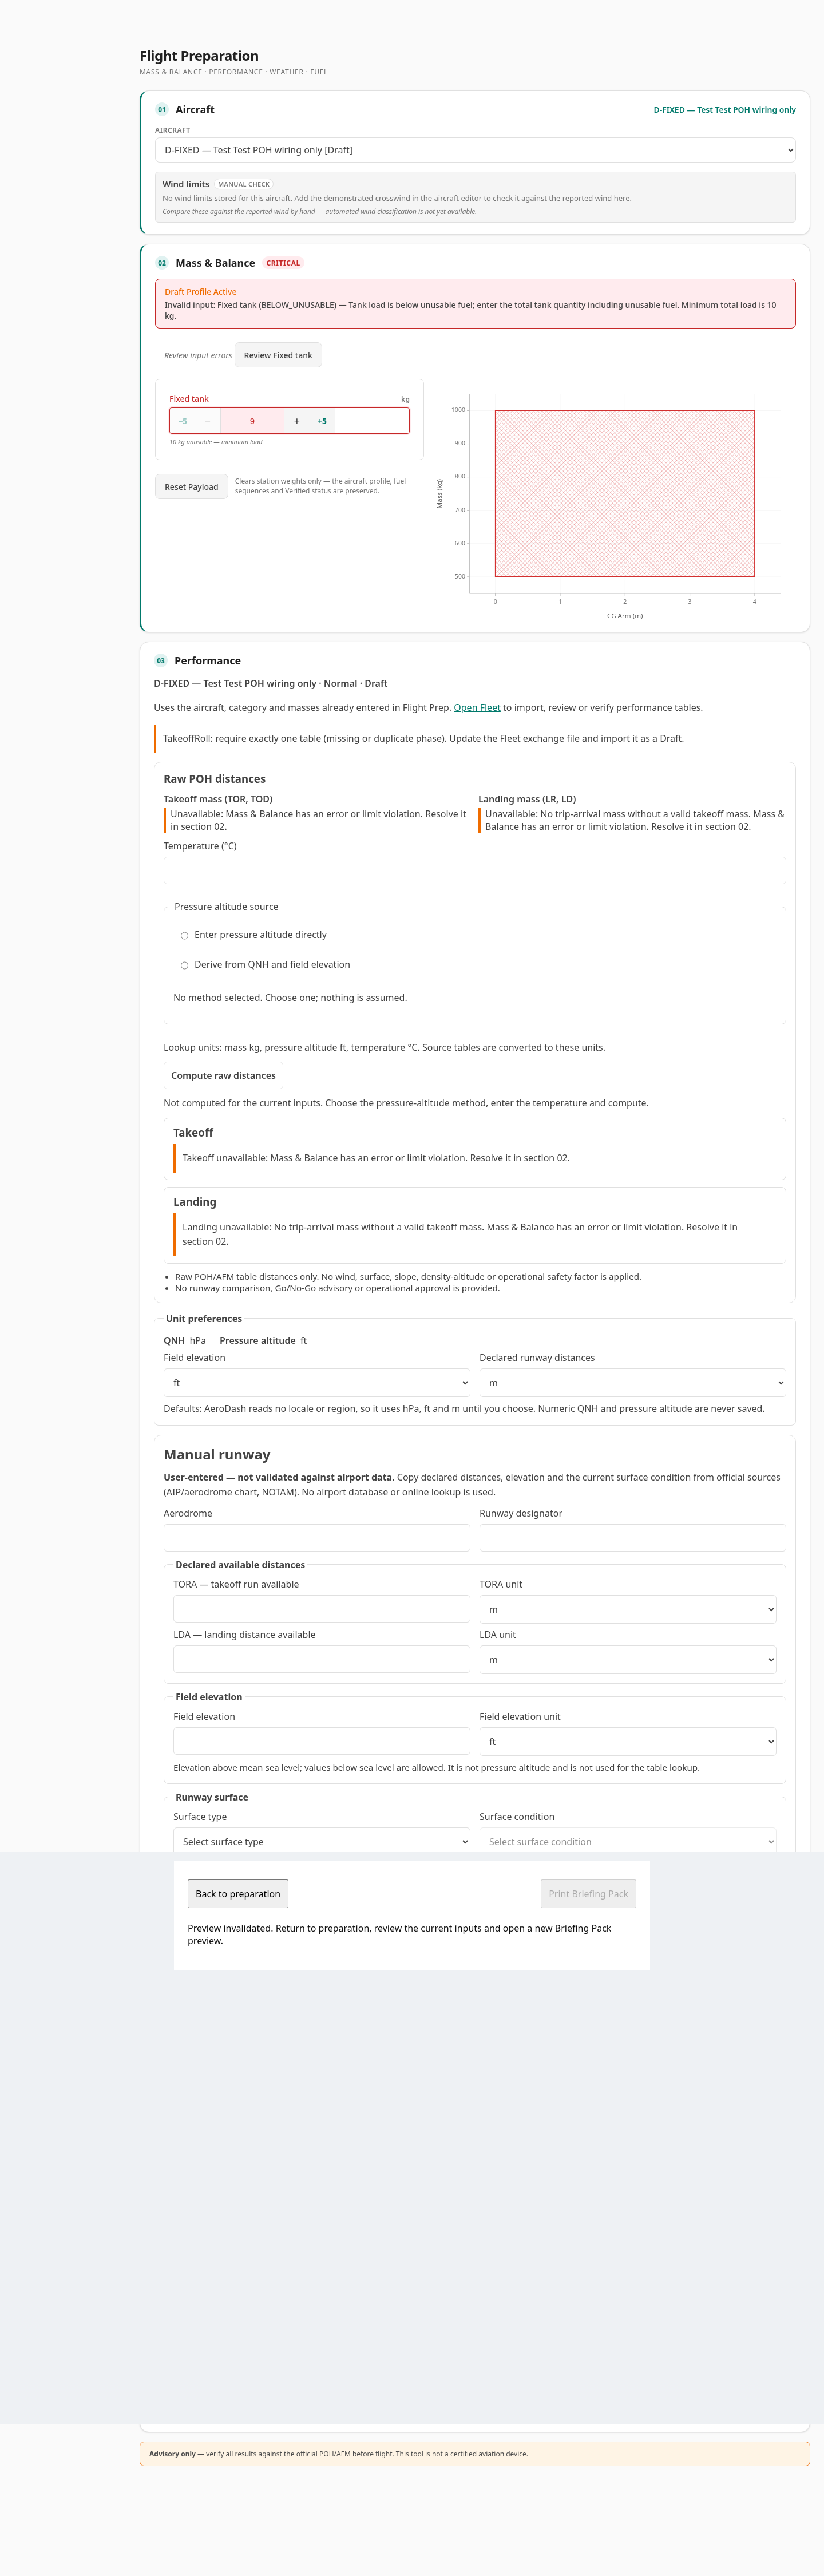 Flight Preparation
MASS & BALANCE · PERFORMANCE · WEATHER · FUEL
01 Aircraft
D-FIXED — Test Test POH wiring only
AIRCRAFT
D-FIXED — Test Test POH wiring only [Draft]
Wind limits MANUAL CHECK
No wind limits stored for this aircraft. Add the demonstrated crosswind in the aircraft editor to check it against the reported wind here.
Compare these against the reported wind by hand — automated wind classification is not yet available.
02 Mass & Balance CRITICAL
Draft Profile Active
Invalid input: Fixed tank (BELOW_UNUSABLE) — Tank load is below unusable fuel; enter the total tank quantity including unusable fuel. Minimum total load is 10
kg.
Review input errors Review Fixed tank
Fixed tank kg
−5 − 9 + +5
10 kg unusable — minimum load
Reset Payload
Clears station weights only — the aircraft profile, fuel
sequences and Verified status are preserved.
Mass (kg)
1000
900
800
700
600
500
0 1 2 3 4
CG Arm (m)
03 Performance
D-FIXED — Test Test POH wiring only · Normal · Draft
Uses the aircraft, category and masses already entered in Flight Prep. Open Fleet to import, review or verify performance tables.
TakeoffRoll: require exactly one table (missing or duplicate phase). Update the Fleet exchange file and import it as a Draft.
Raw POH distances
Takeoff mass (TOR, TOD)
Unavailable: Mass & Balance has an error or limit violation. Resolve it
in section 02.
Landing mass (LR, LD)
Unavailable: No trip-arrival mass without a valid takeoff mass. Mass &
Balance has an error or limit violation. Resolve it in section 02.
Temperature (°C)
Pressure altitude source
Enter pressure altitude directly
Derive from QNH and field elevation
No method selected. Choose one; nothing is assumed.
Lookup units: mass kg, pressure altitude ft, temperature °C. Source tables are converted to these units.
Compute raw distances
Not computed for the current inputs. Choose the pressure-altitude method, enter the temperature and compute.
Takeoff
Takeoff unavailable: Mass & Balance has an error or limit violation. Resolve it in section 02.
Landing
Landing unavailable: No trip-arrival mass without a valid takeoff mass. Mass & Balance has an error or limit violation. Resolve it in
section 02.
• Raw POH/AFM table distances only. No wind, surface, slope, density-altitude or operational safety factor is applied.
• No runway comparison, Go/No-Go advisory or operational approval is provided.
Unit preferences
QNH hPa Pressure altitude ft
Field elevation Declared runway distances
ft m
Defaults: AeroDash reads no locale or region, so it uses hPa, ft and m until you choose. Numeric QNH and pressure altitude are never saved.
Manual runway
User-entered — not validated against airport data. Copy declared distances, elevation and the current surface condition from official sources
(AIP/aerodrome chart, NOTAM). No airport database or online lookup is used.
Aerodrome Runway designator
Declared available distances
TORA — takeoff run available TORA unit
m
LDA — landing distance available LDA unit
m
Field elevation
Field elevation Field elevation unit
ft
Elevation above mean sea level; values below sea level are allowed. It is not pressure altitude and is not used for the table lookup.
Runway surface
Surface type Surface condition
Select surface type Select surface condition
Back to preparation Print Briefing Pack
Preview invalidated. Return to preparation, review the current inputs and open a new Briefing Pack
preview.
Advisory only — verify all results against the official POH/AFM before flight. This tool is not a certified aviation device.